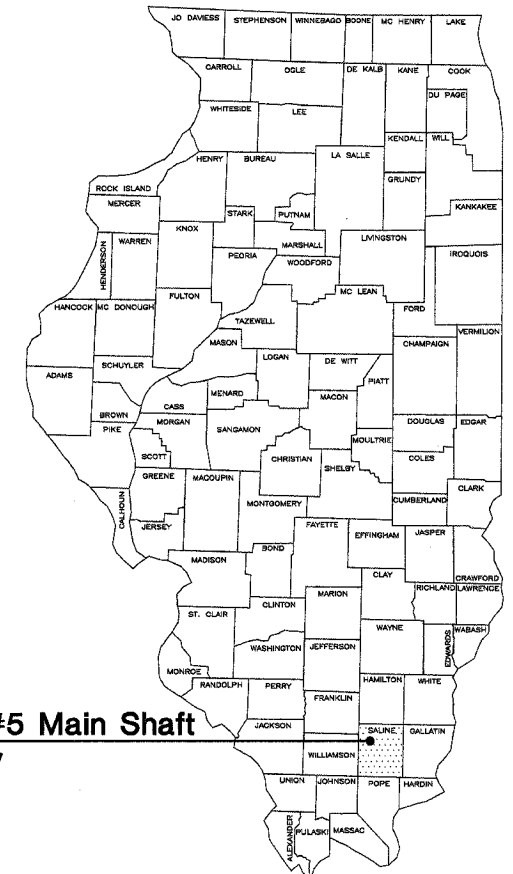 JO DAVIESS STEPHENSON WINNEBAGO BOONE MC HENRY LAKE
CARROLL OGLE DE KALB KANE COOK
DU PAGE
WHITESIDE LEE
KENDALL WILL
HENRY BUREAU LA SALLE
GRUNDY
ROCK ISLAND
MERCER KANKAKEE
STARK PUTNAM
KNOX
HENDERSON WARREN MARSHALL LIVINGSTON
PEORIA IROQUOIS
WOODFORD
FULTON MC LEAN
HANCOCK MC DONOUGH FORD
TAZEWELL
MASON VERMILION
CHAMPAIGN
LOGAN DE WITT
SCHUYLER
ADAMS PIATT
MENARD MACON
CASS
BROWN DOUGLAS EDGAR
PIKE MORGAN SANGAMON
MOULTRIE
SCOTT CHRISTIAN COLES
SHELBY
GREENE MACOUPIN
CLARK
CUMBERLAND
CALHOUN MONTGOMERY
JERSEY FAYETTE JASPER
EFFINGHAM
BOND
MADISON CLAY
CRAWFORD
RICHLAND LAWRENCE
MARION
CLINTON
ST. CLAIR WAYNE EDWARDS WABASH
WASHINGTON JEFFERSON
MONROE
RANDOLPH PERRY HAMILTON WHITE
FRANKLIN
#5 Main Shaft
JACKSON SALINE GALLATIN
WILLIAMSON
UNION JOHNSON POPE HARDIN
ALEXANDER PULASKI MASSAC